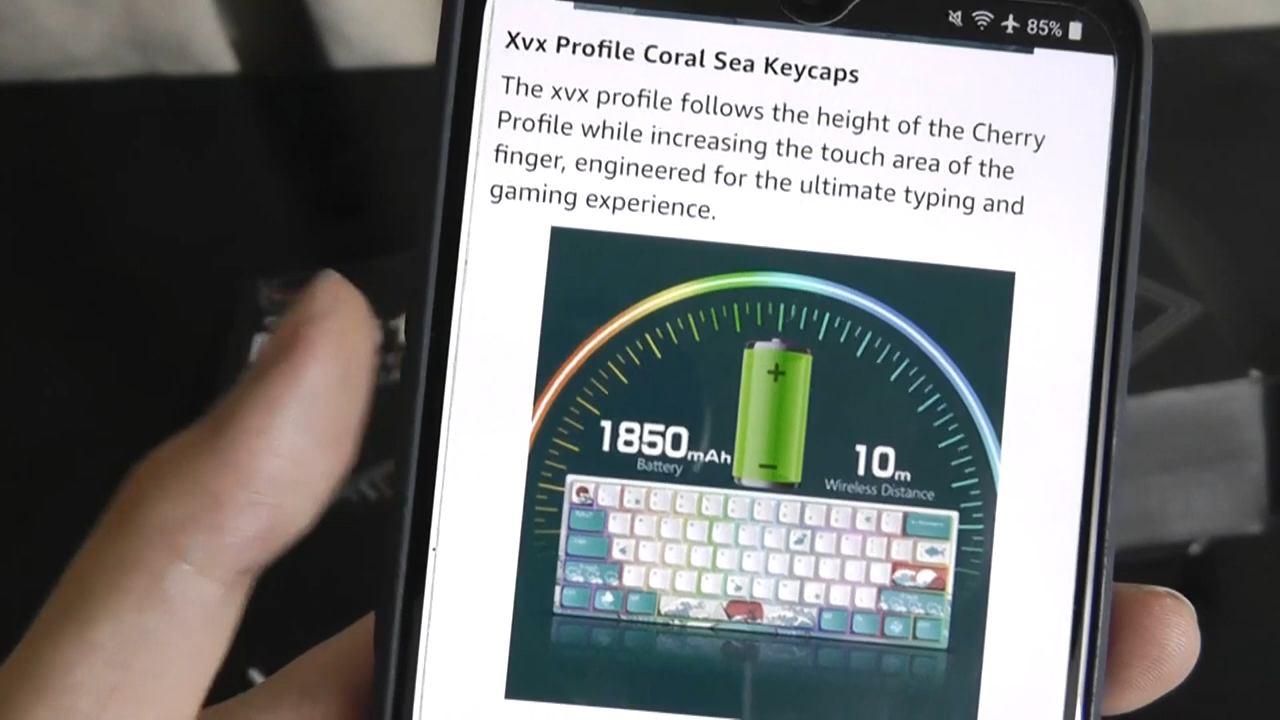 85%
Xvx Profile Coral Sea Keycaps
The xvx profile follows the height of the Cherry
Profile while increasing the touch area of the
finger, engineered for the ultimate typing and
gaming experience.
+
1850mAh
Battery
10m
Wireless Distance